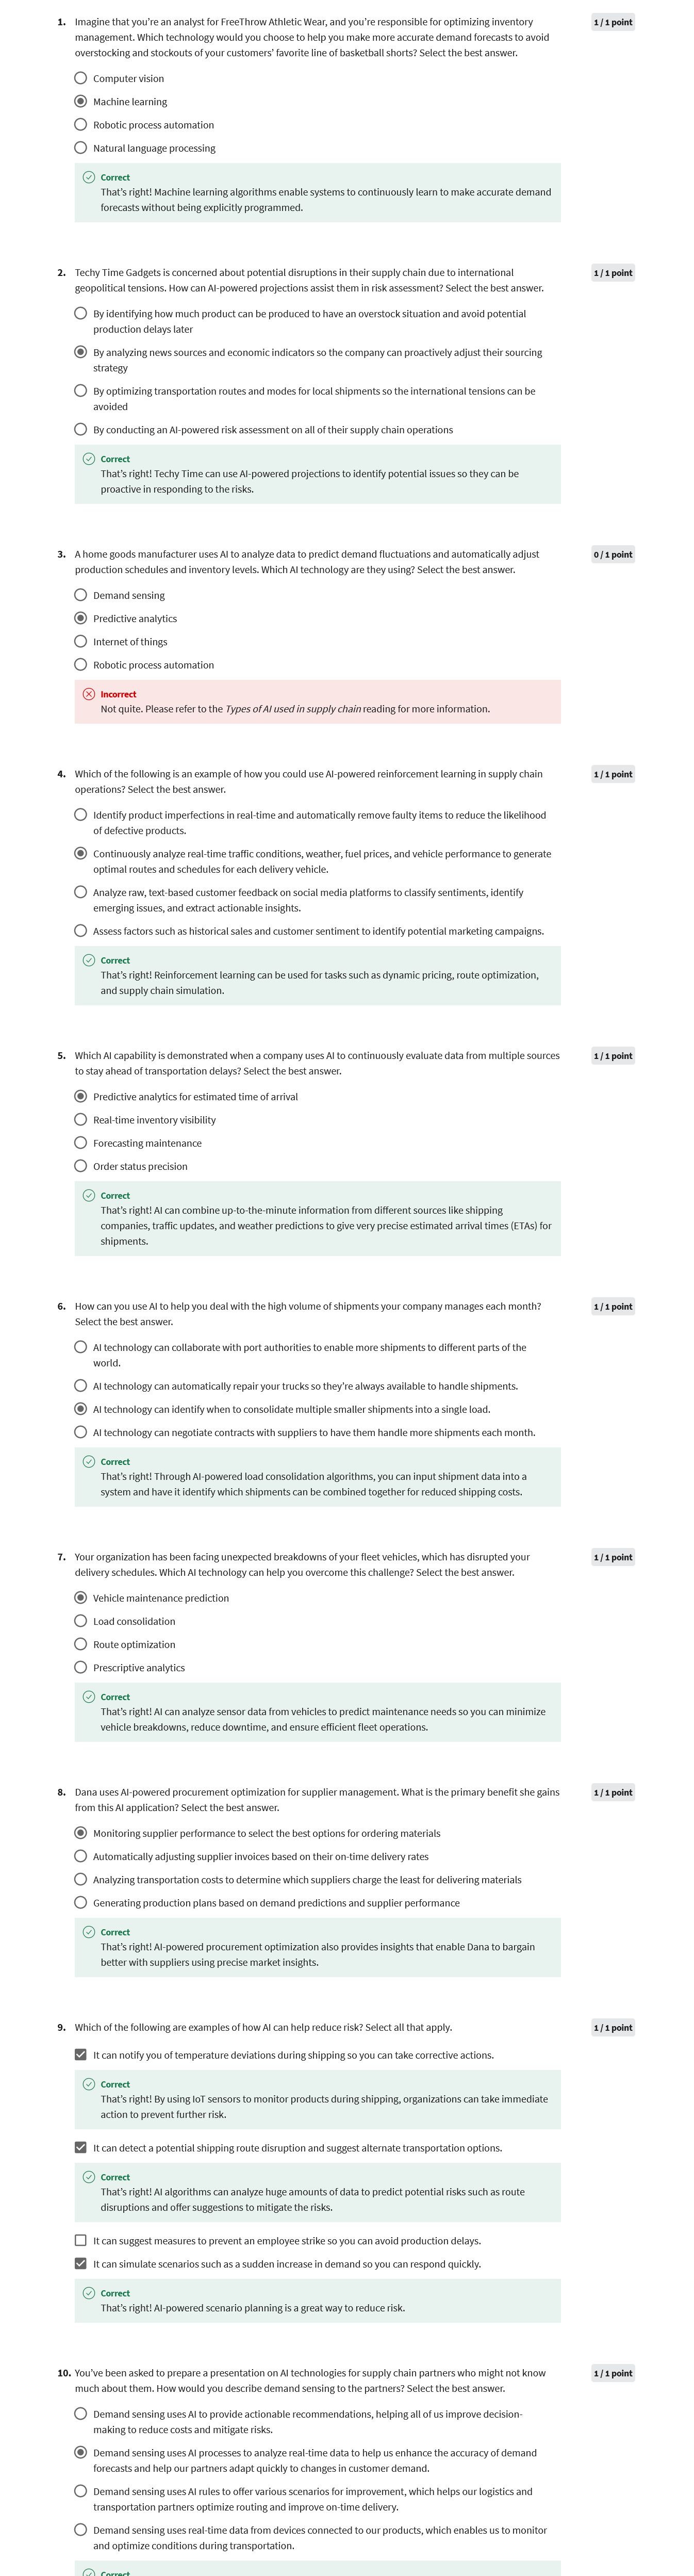 1. Imagine that you're an analyst for FreeThrow Athletic Wear, and you're responsible for optimizing inventory
1 / 1 point
management. Which technology would you choose to help you make more accurate demand forecasts to avoid
overstocking and stockouts of your customers' favorite line of basketball shorts? Select the best answer.
Computer vision
Machine learning
Robotic process automation
Natural language processing
Correct
That's right! Machine learning algorithms enable systems to continuously learn to make accurate demand
forecasts without being explicitly programmed.
2. Techy Time Gadgets is concerned about potential disruptions in their supply chain due to international
1 / 1 point
geopolitical tensions. How can AI-powered projections assist them in risk assessment? Select the best answer.
By identifying how much product can be produced to have an overstock situation and avoid potential
production delays later
By analyzing news sources and economic indicators so the company can proactively adjust their sourcing
strategy
By optimizing transportation routes and modes for local shipments so the international tensions can be
avoided
By conducting an AI-powered risk assessment on all of their supply chain operations
Correct
That's right! Techy Time can use AI-powered projections to identify potential issues so they can be
proactive in responding to the risks.
3. A home goods manufacturer uses AI to analyze data to predict demand fluctuations and automatically adjust
0 / 1 point
production schedules and inventory levels. Which AI technology are they using? Select the best answer.
Demand sensing
Predictive analytics
Internet of things
Robotic process automation
Incorrect
Not quite. Please refer to the Types of AI used in supply chain reading for more information.
4. Which of the following is an example of how you could use AI-powered reinforcement learning in supply chain
1 / 1 point
operations? Select the best answer.
Identify product imperfections in real-time and automatically remove faulty items to reduce the likelihood
of defective products.
Continuously analyze real-time traffic conditions, weather, fuel prices, and vehicle performance to generate
optimal routes and schedules for each delivery vehicle.
Analyze raw, text-based customer feedback on social media platforms to classify sentiments, identify
emerging issues, and extract actionable insights.
Assess factors such as historical sales and customer sentiment to identify potential marketing campaigns.
Correct
That's right! Reinforcement learning can be used for tasks such as dynamic pricing, route optimization,
and supply chain simulation.
5. Which AI capability is demonstrated when a company uses AI to continuously evaluate data from multiple sources
1 / 1 point
to stay ahead of transportation delays? Select the best answer.
Predictive analytics for estimated time of arrival
Real-time inventory visibility
Forecasting maintenance
Order status precision
Correct
That's right! AI can combine up-to-the-minute information from different sources like shipping
companies, traffic updates, and weather predictions to give very precise estimated arrival times (ETAs) for
shipments.
6. How can you use AI to help you deal with the high volume of shipments your company manages each month?
1 / 1 point
Select the best answer.
AI technology can collaborate with port authorities to enable more shipments to different parts of the
world.
AI technology can automatically repair your trucks so they're always available to handle shipments.
AI technology can identify when to consolidate multiple smaller shipments into a single load.
AI technology can negotiate contracts with suppliers to have them handle more shipments each month.
Correct
That's right! Through AI-powered load consolidation algorithms, you can input shipment data into a
system and have it identify which shipments can be combined together for reduced shipping costs.
7. Your organization has been facing unexpected breakdowns of your fleet vehicles, which has disrupted your
1 / 1 point
delivery schedules. Which AI technology can help you overcome this challenge? Select the best answer.
Vehicle maintenance prediction
Load consolidation
Route optimization
Prescriptive analytics
Correct
That's right! AI can analyze sensor data from vehicles to predict maintenance needs so you can minimize
vehicle breakdowns, reduce downtime, and ensure efficient fleet operations.
8. Dana uses AI-powered procurement optimization for supplier management. What is the primary benefit she gains
1 / 1 point
from this AI application? Select the best answer.
Monitoring supplier performance to select the best options for ordering materials
Automatically adjusting supplier invoices based on their on-time delivery rates
Analyzing transportation costs to determine which suppliers charge the least for delivering materials
Generating production plans based on demand predictions and supplier performance
Correct
That's right! AI-powered procurement optimization also provides insights that enable Dana to bargain
better with suppliers using precise market insights.
9. Which of the following are examples of how AI can help reduce risk? Select all that apply.
1 / 1 point
It can notify you of temperature deviations during shipping so you can take corrective actions.
Correct
That's right! By using IoT sensors to monitor products during shipping, organizations can take immediate
action to prevent further risk.
It can detect a potential shipping route disruption and suggest alternate transportation options.
Correct
That's right! AI algorithms can analyze huge amounts of data to predict potential risks such as route
disruptions and offer suggestions to mitigate the risks.
It can suggest measures to prevent an employee strike so you can avoid production delays.
It can simulate scenarios such as a sudden increase in demand so you can respond quickly.
Correct
That's right! AI-powered scenario planning is a great way to reduce risk.
10. You've been asked to prepare a presentation on AI technologies for supply chain partners who might not know
1 / 1 point
much about them. How would you describe demand sensing to the partners? Select the best answer.
Demand sensing uses AI to provide actionable recommendations, helping all of us improve decision-
making to reduce costs and mitigate risks.
Demand sensing uses AI processes to analyze real-time data to help us enhance the accuracy of demand
forecasts and help our partners adapt quickly to changes in customer demand.
Demand sensing uses AI rules to offer various scenarios for improvement, which helps our logistics and
transportation partners optimize routing and improve on-time delivery.
Demand sensing uses real-time data from devices connected to our products, which enables us to monitor
and optimize conditions during transportation.
Correct